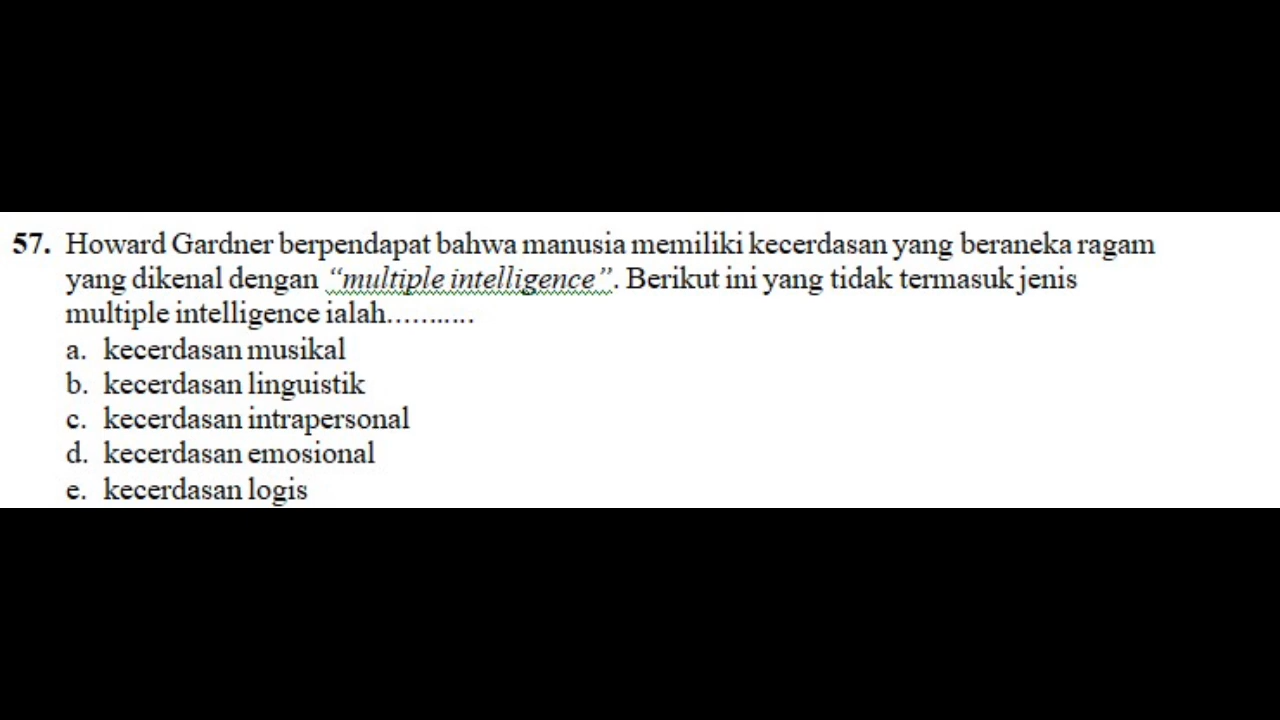 57. Howard Gardner berpendapat bahwa manusia memiliki kecerdasan yang beraneka ragam
yang dikenal dengan “multiple intelligence”. Berikut ini yang tidak termasuk jenis
multiple intelligence ialah...........
a. kecerdasan musikal
b. kecerdasan linguistik
c. kecerdasan intrapersonal
d. kecerdasan emosional
e. kecerdasan logis